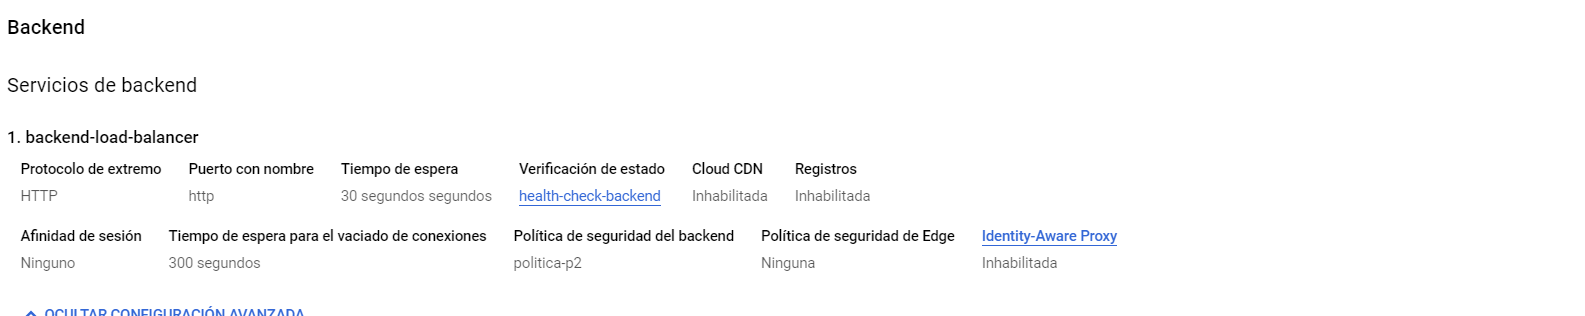 Backend
Servicios de backend
1. backend-load-balancer
Protocolo de extremo Puerto con nombre Tiempo de espera Verificación de estado Cloud CDN Registros
HTTP http 30 segundos segundos health-check-backend Inhabilitada Inhabilitada
Afinidad de sesión Tiempo de espera para el vaciado de conexiones Política de seguridad del backend Política de seguridad de Edge Identity-Aware Proxy
Ninguno 300 segundos politica-p2 Ninguna Inhabilitada
OCULTAR CONFIGURACIÓN AVANZADA